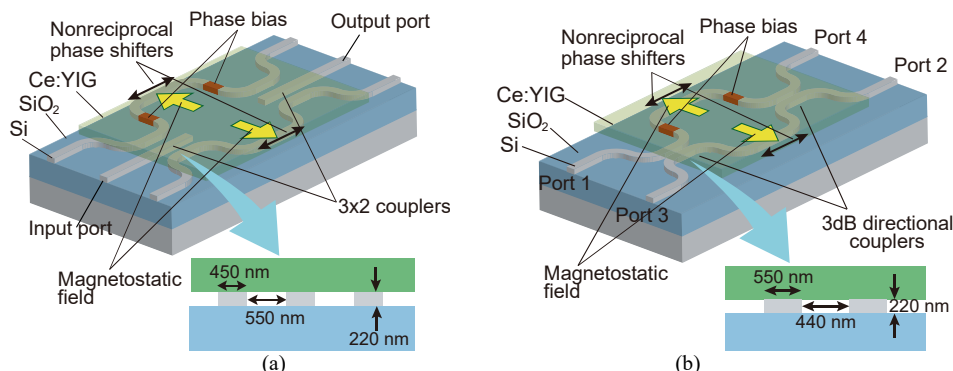 Nonreciprocal
phase shifters
Phase bias
Output port
Ce:YIG
SiO2
Si
Input port
3x2 couplers
Magnetostatic
field
450 nm
550 nm
220 nm
(a)
Nonreciprocal
phase shifters
Phase bias
Port 4
Port 2
Ce:YIG
SiO2
Si
Port 1
Port 3
3dB directional
couplers
Magnetostatic
field
550 nm
440 nm
220 nm
(b)